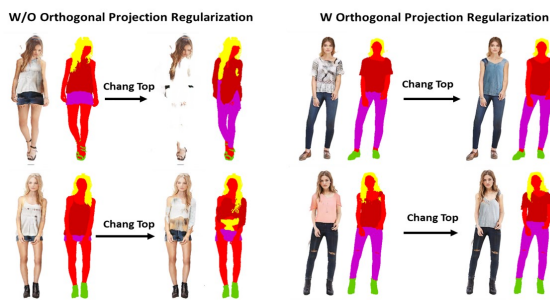 W/O Orthogonal Projection Regularization
W Orthogonal Projection Regularization
Chang Top
Chang Top
Chang Top
Chang Top